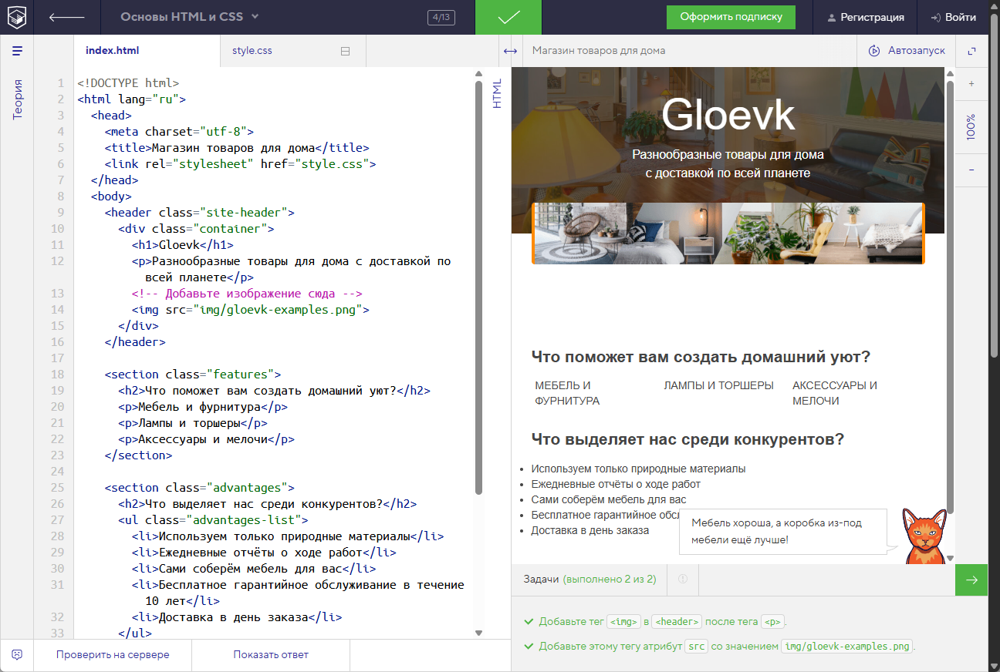 Основы HTML и CSS
4/13
Оформить подписку
Регистрация
Войти
Теория
index.html
style.css
HTML
Магазин товаров для дома
Автозапуск
+
100%
-
1 <!DOCTYPE html>
2 <html lang="ru">
3 <head>
4 <meta charset="utf-8">
5 <title>Магазин товаров для дома</title>
6 <link rel="stylesheet" href="style.css">
7 </head>
8 <body>
9 <header class="site-header">
10 <div class="container">
11 <h1>Gloevk</h1>
12 <p>Разнообразные товары для дома с доставкой по
всей планете</p>
13 <!-- Добавьте изображение сюда -->
14 <img src="img/gloevk-examples.png">
15 </div>
16 </header>
17
18 <section class="features">
19 <h2>Что поможет вам создать домашний уют?</h2>
20 <p>Мебель и фурнитура</p>
21 <p>Лампы и торшеры</p>
22 <p>Аксессуары и мелочи</p>
23 </section>
24
25 <section class="advantages">
26 <h2>Что выделяет нас среди конкурентов?</h2>
27 <ul class="advantages-list">
28 <li>Используем только природные материалы</li>
29 <li>Ежедневные отчёты о ходе работ</li>
30 <li>Сами соберём мебель для вас</li>
31 <li>Бесплатное гарантийное обслуживание в течение
10 лет</li>
32 <li>Доставка в день заказа</li>
33 </ul>
Проверить на сервере
Показать ответ
Gloevk
Разнообразные товары для дома
с доставкой по всей планете
Что поможет вам создать домашний уют?
МЕБЕЛЬ И
ФУРНИТУРА
ЛАМПЫ И ТОРШЕРЫ
АКСЕССУАРЫ И
МЕЛОЧИ
Что выделяет нас среди конкурентов?
Используем только природные материалы
Ежедневные отчёты о ходе работ
Сами соберём мебель для вас
Бесплатное гарантийное обсл
Доставка в день заказа
Мебель хороша, а коробка из-под
мебели ещё лучше!
Задачи (выполнено 2 из 2)
Добавьте тег <img> в <header> после тега <p>.
Добавьте этому тегу атрибут src со значением img/gloevk-examples.png.